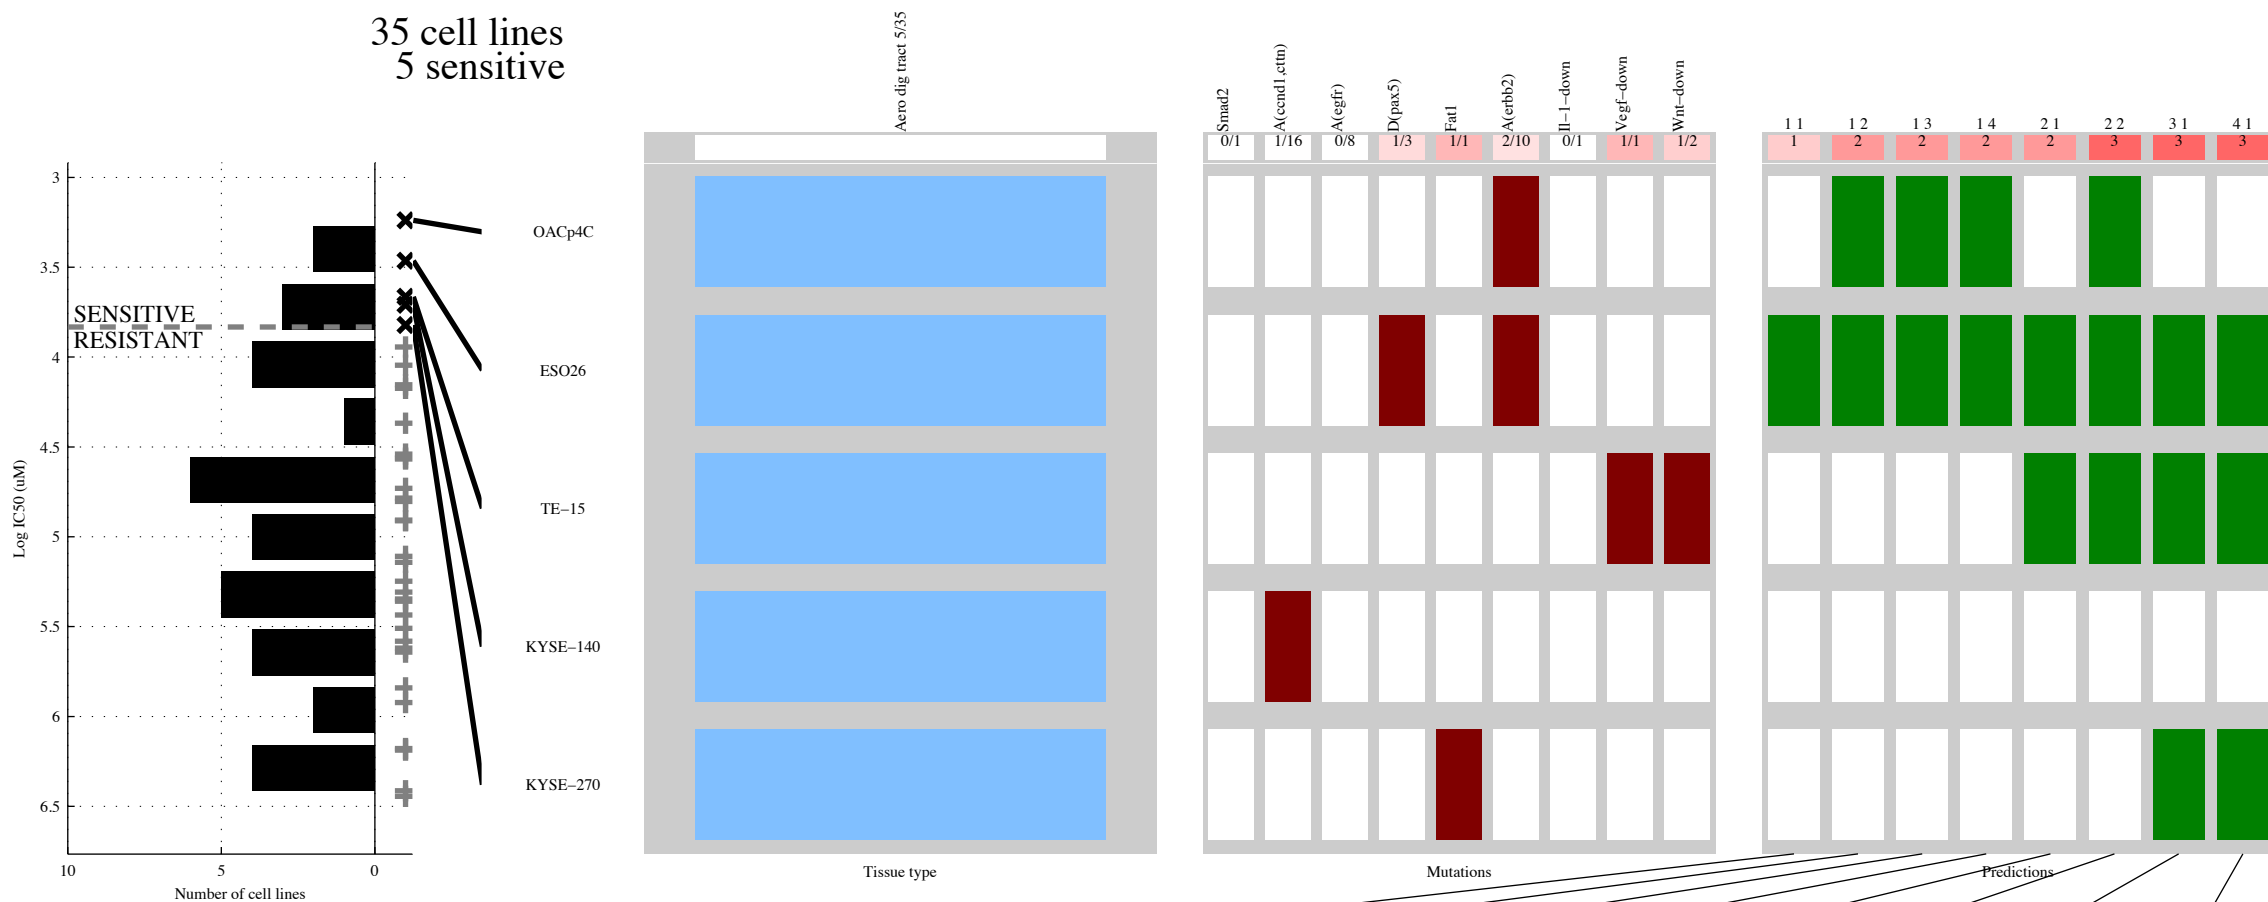 35 cell lines
5 sensitive
Aero dig tract 5/35
Smad2
A(ccnd1,cttn)
A(egfr)
D(pax5)
Fat1
A(erbb2)
Il−1−down
Vegf−down
Wnt−down
0/1 1/16 0/8 1/3 1/1 2/10 0/1 1/1 1/2
1 1 1 2 1 3 1 4 2 1 2 2 3 1 4 1
1 2 2 2 2 3 3 3
3
3.5
4
4.5
5
5.5
6
6.5
Log IC50 (uM)
SENSITIVE
RESISTANT
OACp4C
ESO26
TE−15
KYSE−140
KYSE−270
10 5 0
Number of cell lines
Tissue type
Mutations
Predictions